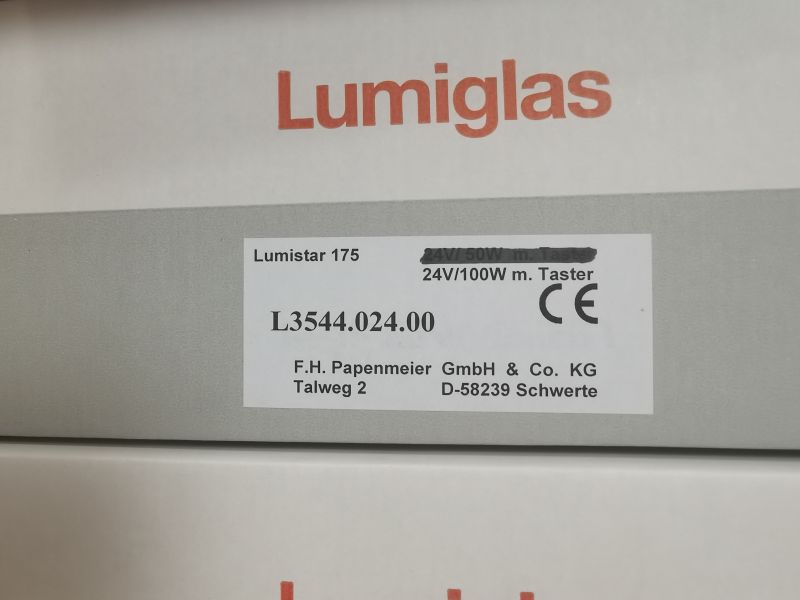 Lumiglas
Lumistar 175
24V/ 50W m. Taster
24V/100W m. Taster
CE
L3544.024.00
F.H. Papenmeier GmbH & Co. KG
Talweg 2 D-58239 Schwerte